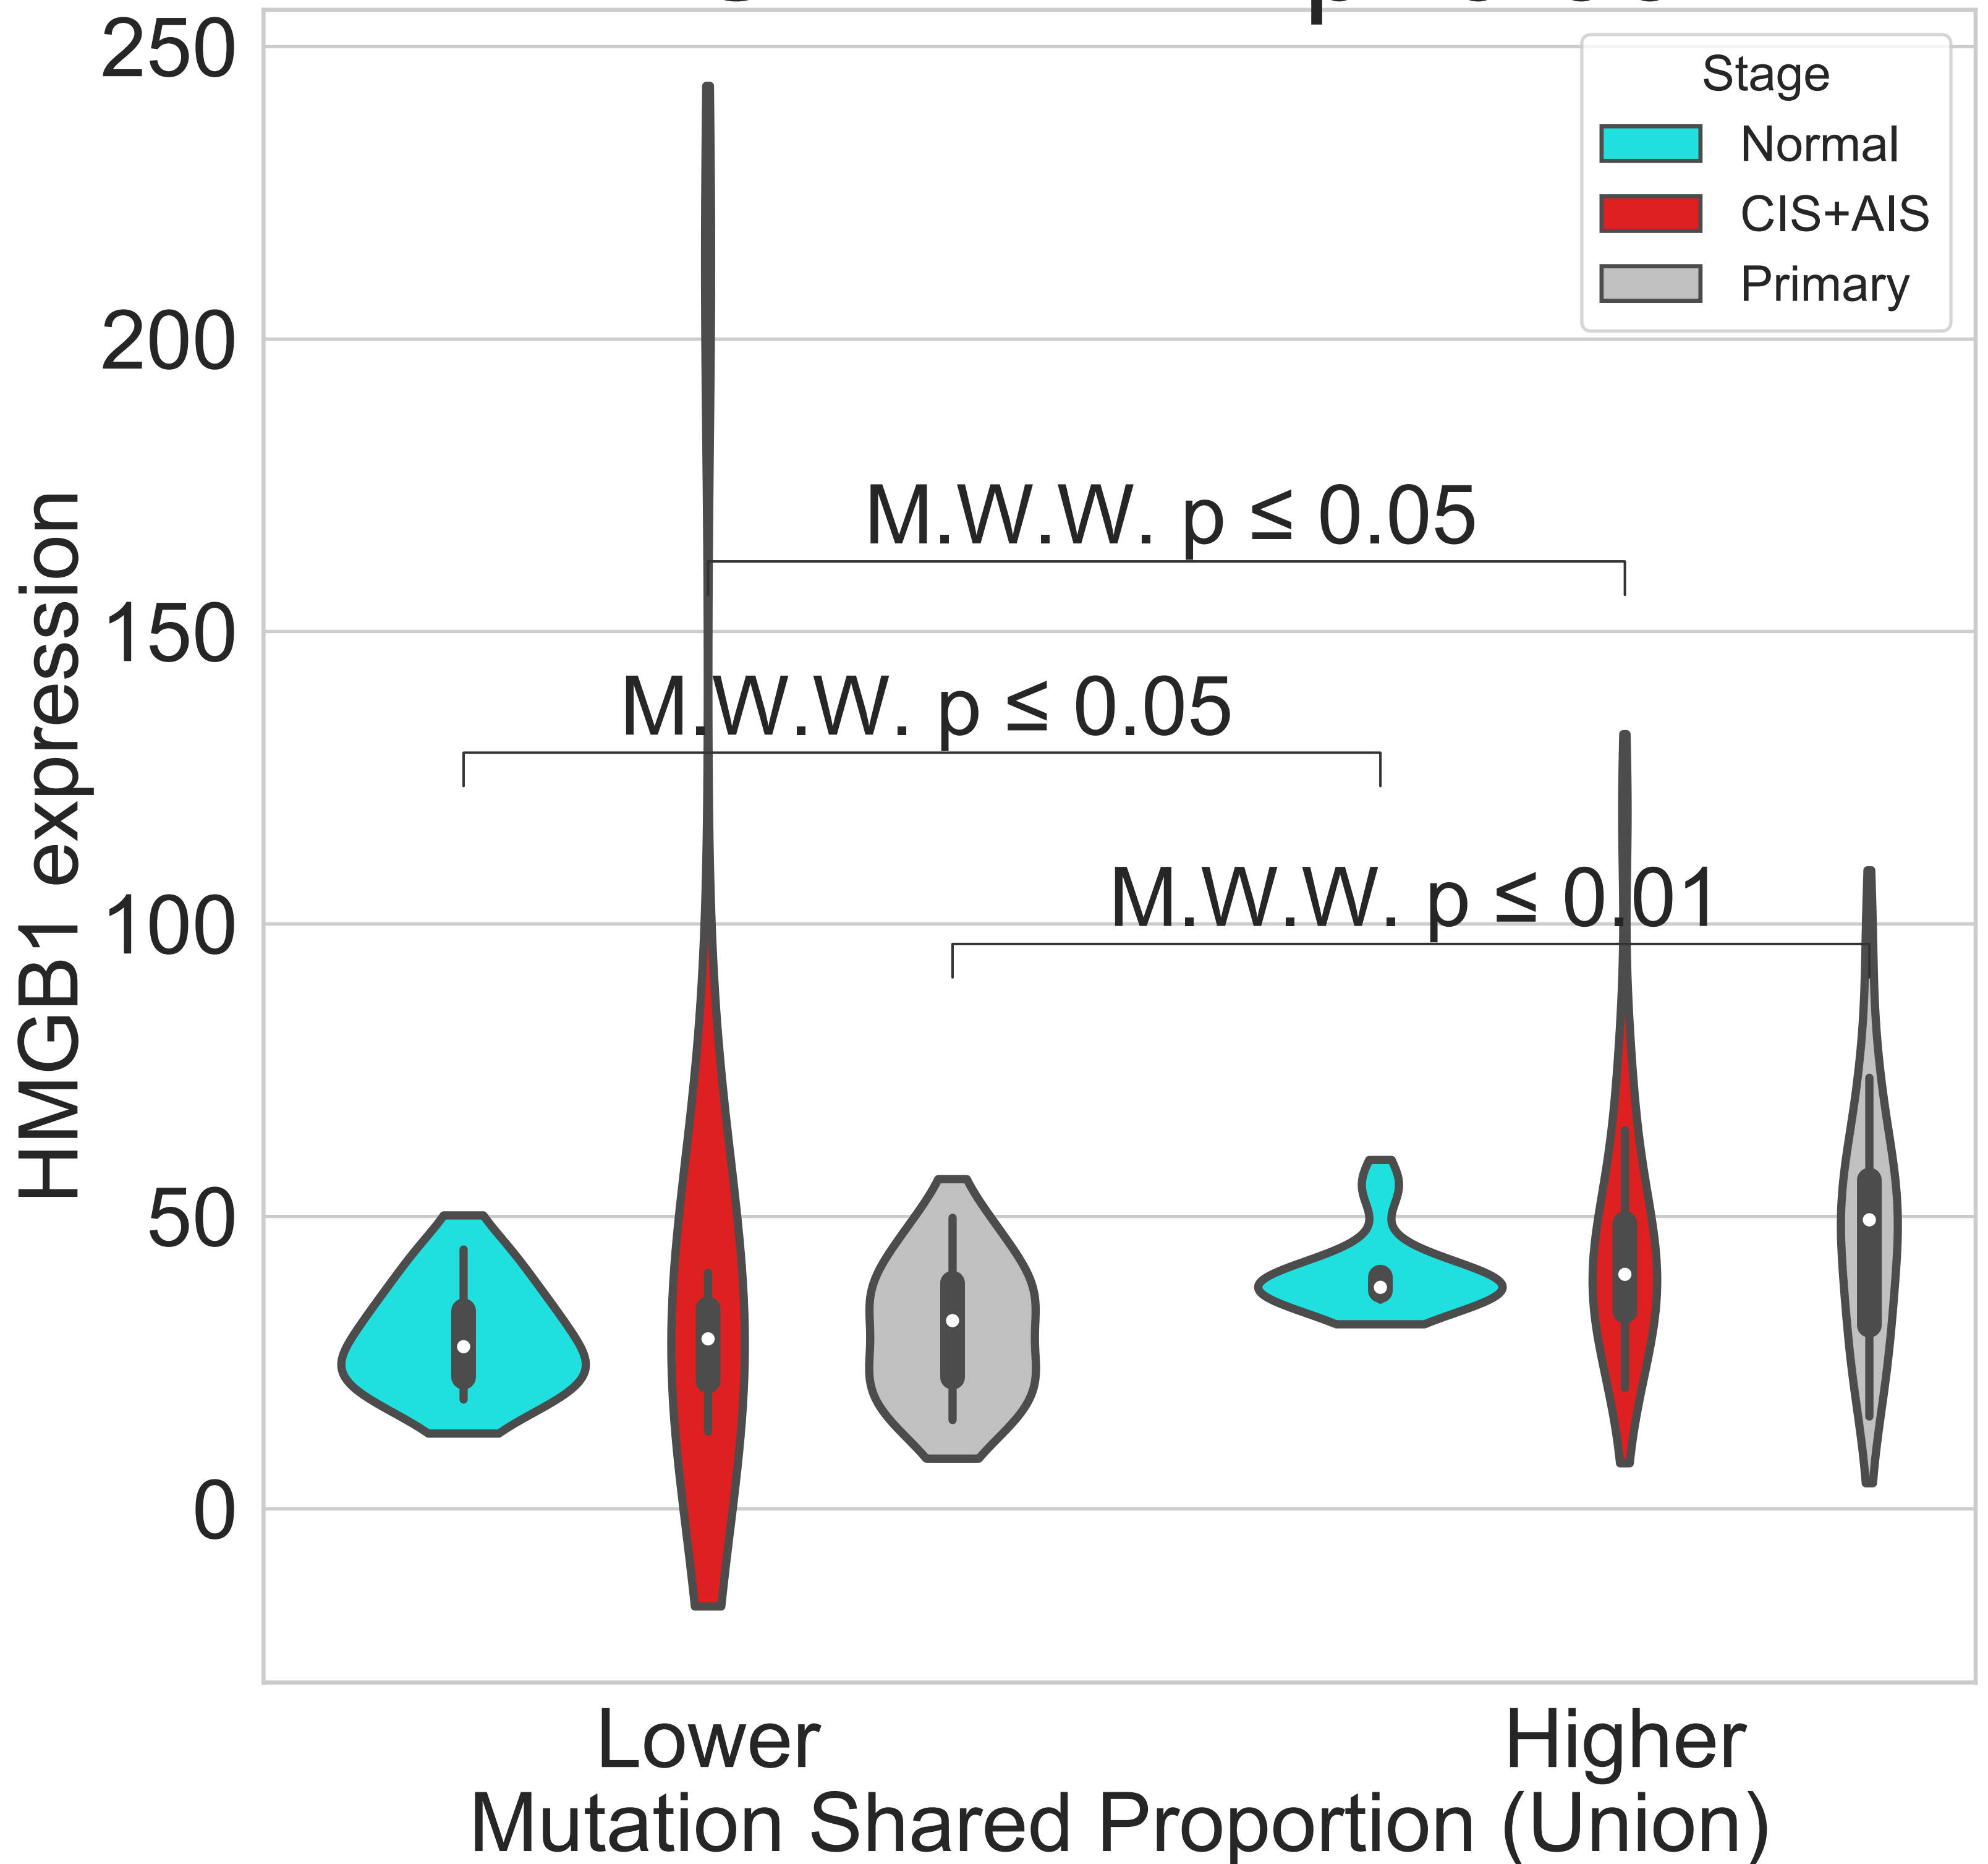 250
200
150
100
50
0
HMGB1 expression
Stage
Normal
CIS+AIS
Primary
M.W.W. p ≤ 0.05
M.W.W. p ≤ 0.05
M.W.W. p ≤ 0.01
Lower
Higher
Mutation Shared Proportion (Union)